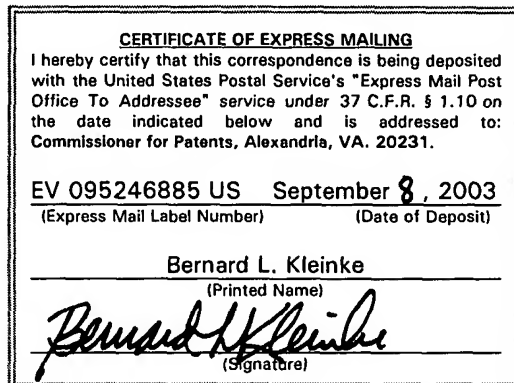 CERTIFICATE OF EXPRESS MAILING
I hereby certify that this correspondence is being deposited
with the United States Postal Service's "Express Mail Post
Office To Addressee" service under 37 C.F.R. § 1.10 on
the date indicated below and is addressed to:
Commissioner for Patents, Alexandria, VA. 20231.
EV 095246885 US September 8, 2003
(Express Mail Label Number) (Date of Deposit)
Bernard L. Kleinke
(Printed Name)
Bernard L Kleinke
(Signature)